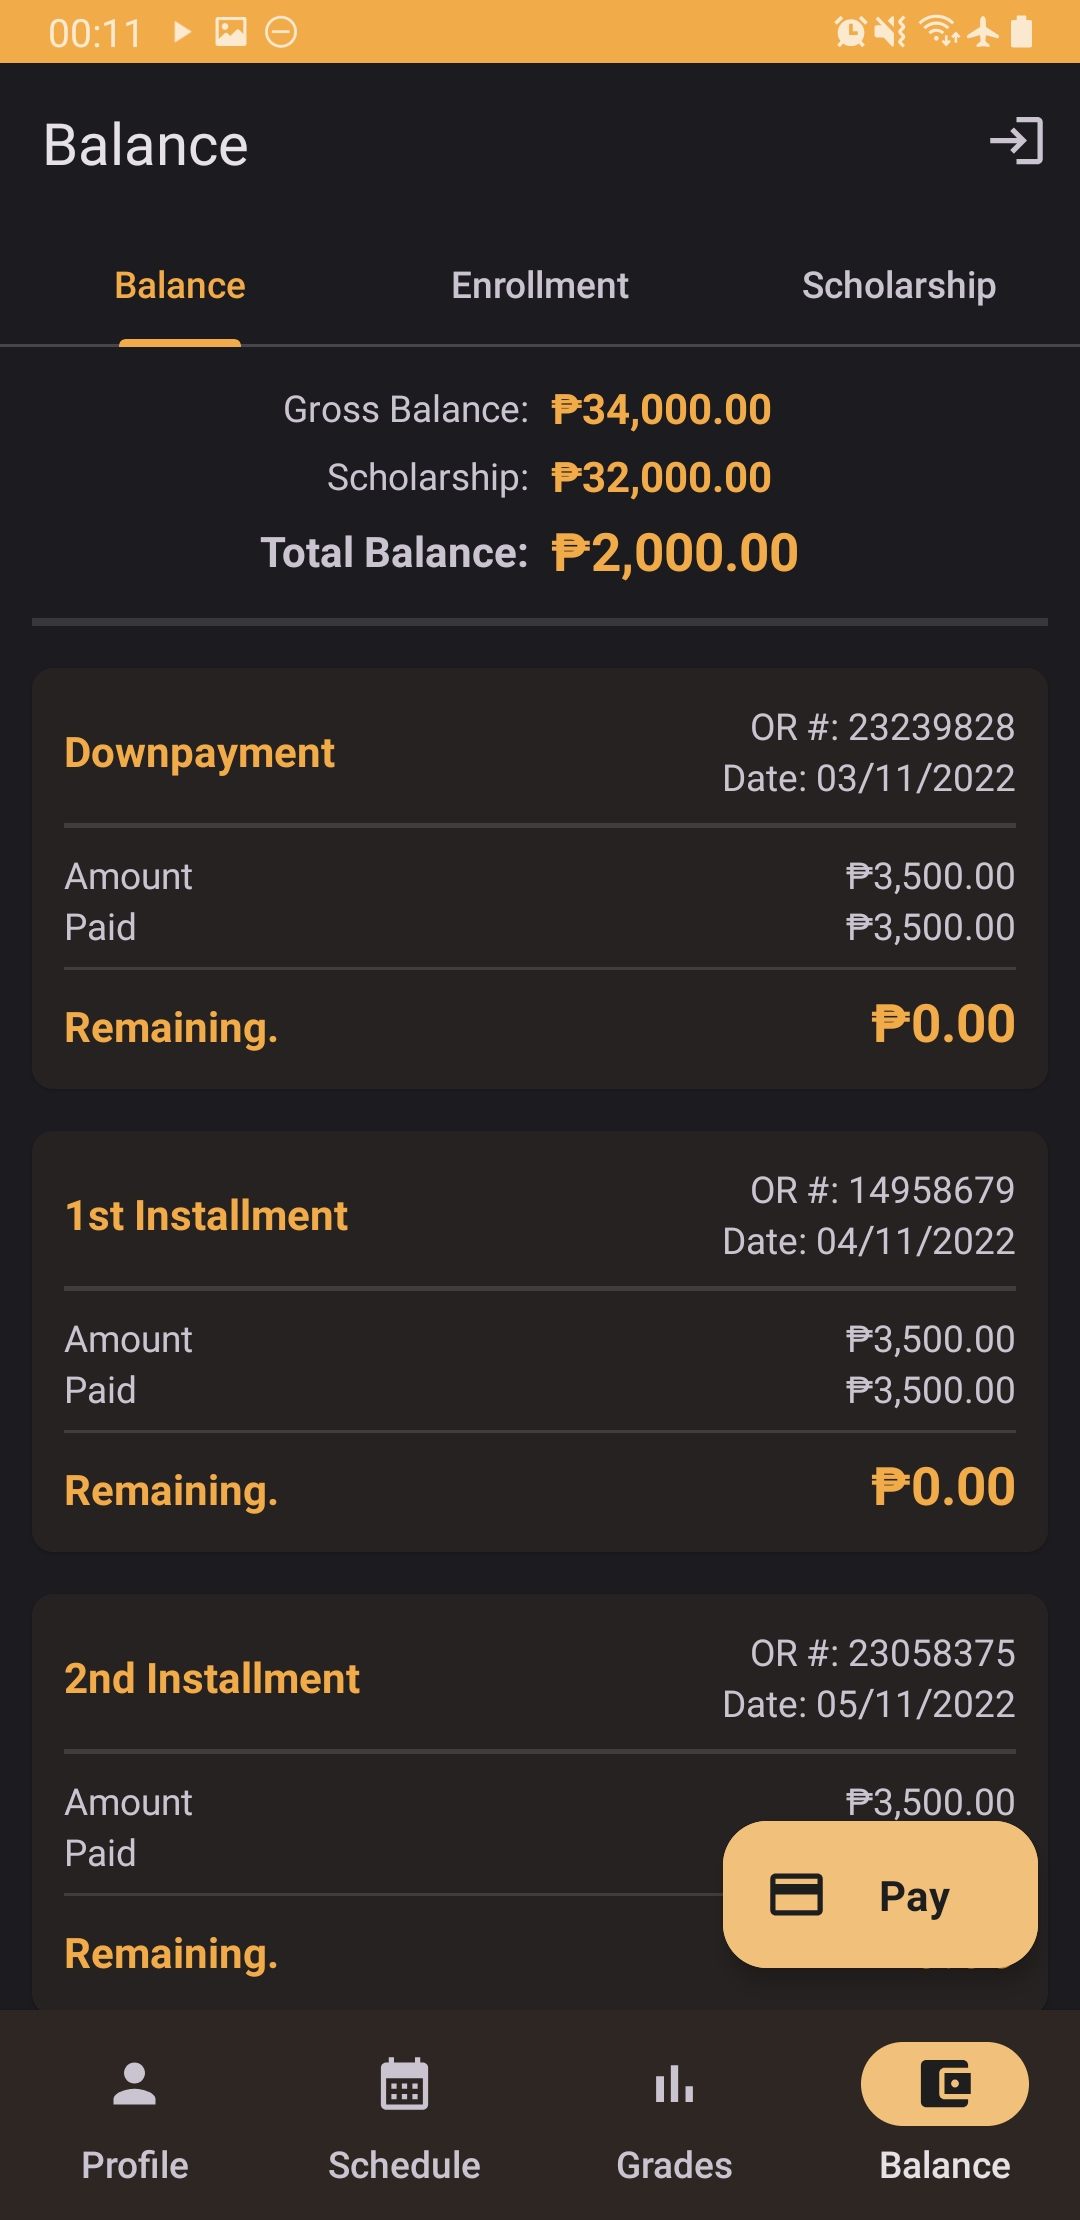 00:11
Balance
Balance Enrollment Scholarship
Gross Balance: ₱34,000.00
Scholarship: ₱32,000.00
Total Balance: ₱2,000.00
Downpayment
OR #: 23239828
Date: 03/11/2022
Amount ₱3,500.00
Paid ₱3,500.00
Remaining. ₱0.00
1st Installment
OR #: 14958679
Date: 04/11/2022
Amount ₱3,500.00
Paid ₱3,500.00
Remaining. ₱0.00
2nd Installment
OR #: 23058375
Date: 05/11/2022
Amount ₱3,500.00
Paid
Pay
Remaining.
Profile Schedule Grades Balance